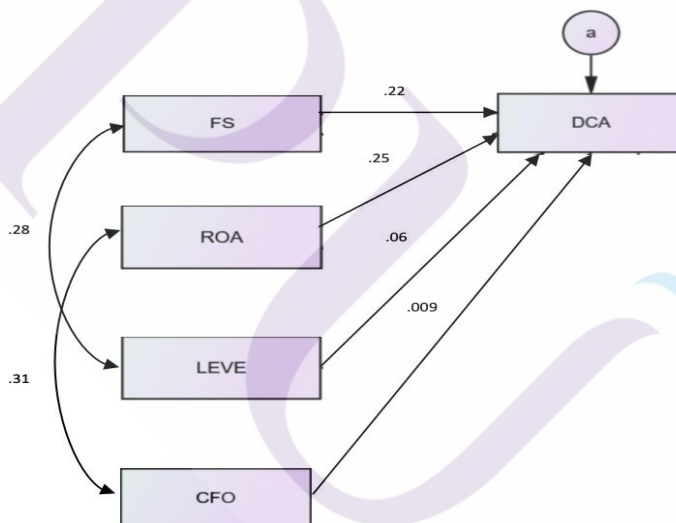 a
.22
FS
DCA
.25
.28
ROA
.06
.009
LEVE
.31
CFO